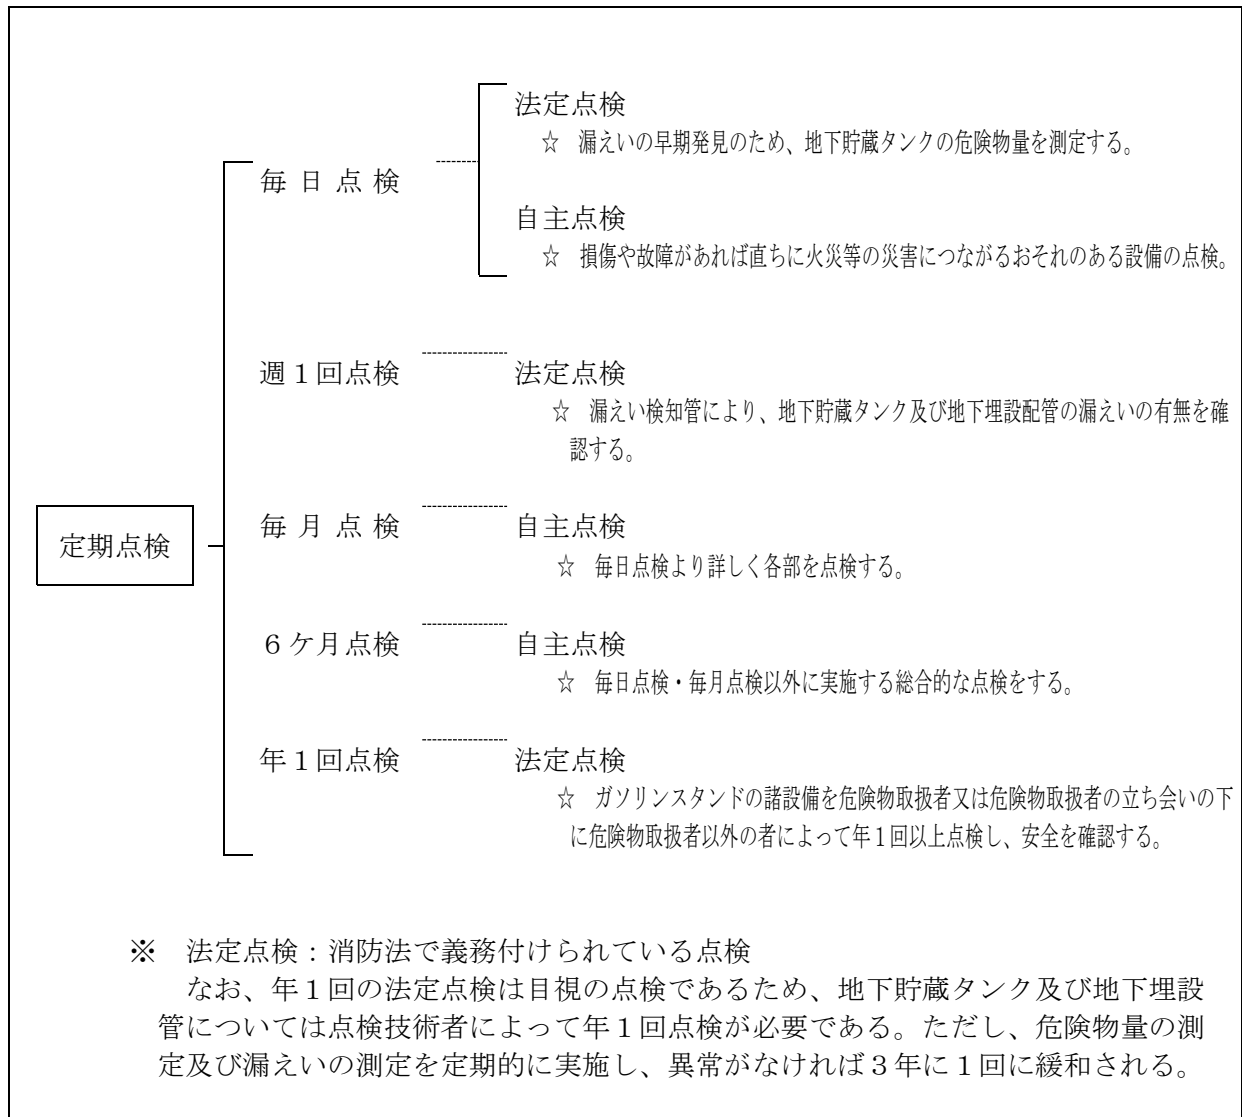 法定点検
☆　漏えいの早期発見のため、地下貯蔵タンクの危険物量を測定する。
毎日点検
自主点検
☆　損傷や故障があれば直ちに火災等の災害につながるおそれのある設備の点検。
週１回点検
法定点検
☆　漏えい検知管により、地下貯蔵タンク及び地下埋設配管の漏えいの有無を確
認する。
定期点検
毎月点検
自主点検
☆　毎日点検より詳しく各部を点検する。
６ケ月点検
自主点検
☆　毎日点検・毎月点検以外に実施する総合的な点検をする。
年１回点検
法定点検
☆　ガソリンスタンドの諸設備を危険物取扱者又は危険物取扱者の立ち会いの下
に危険物取扱者以外の者によって年１回以上点検し、安全を確認する。
※　法定点検：消防法で義務付けられている点検
なお、年１回の法定点検は目視の点検であるため、地下貯蔵タンク及び地下埋設
管については点検技術者によって年１回点検が必要である。ただし、危険物量の測
定及び漏えいの測定を定期的に実施し、異常がなければ３年に１回に緩和される。